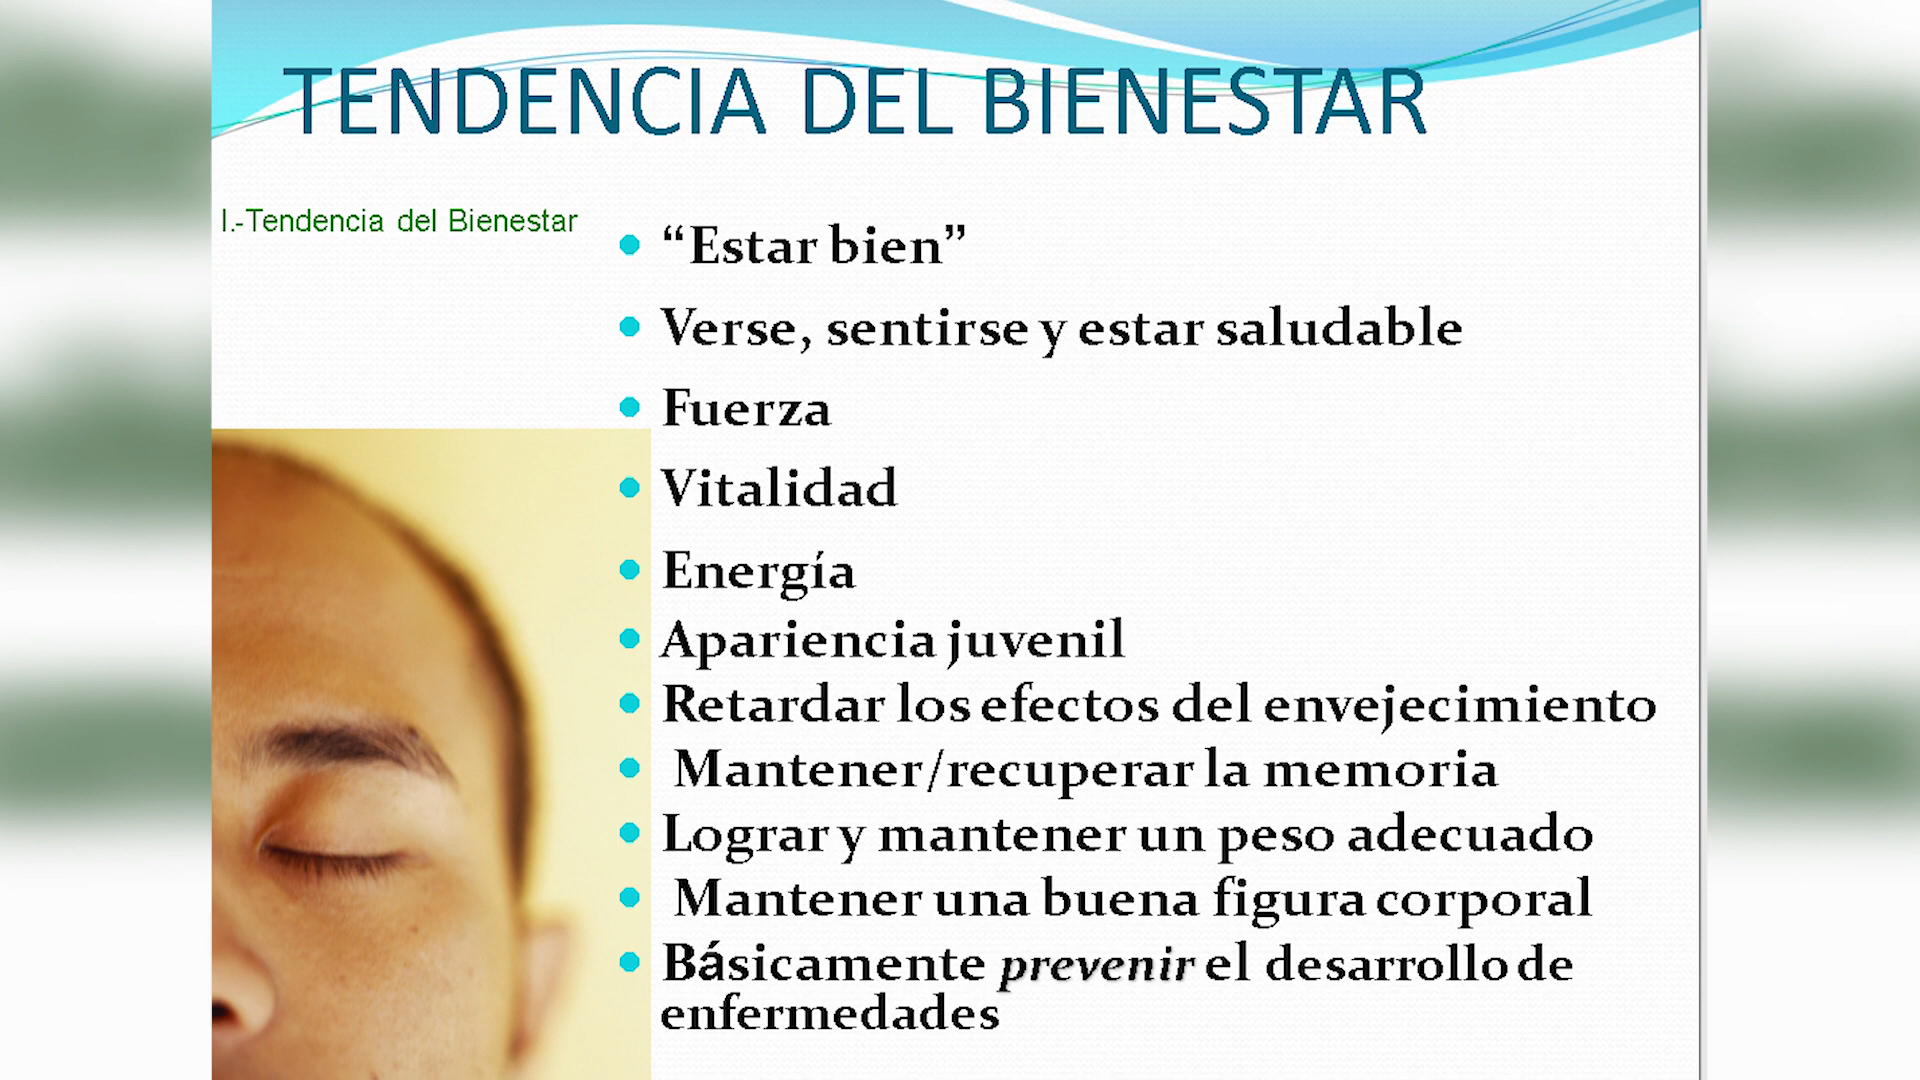 TENDENCIA DEL BIENESTAR
I.-Tendencia del Bienestar
• “Estar bien”
• Verse, sentirse y estar saludable
• Fuerza
• Vitalidad
• Energía
• Apariencia juvenil
• Retardar los efectos del envejecimiento
• Mantener/recuperar la memoria
• Lograr y mantener un peso adecuado
• Mantener una buena figura corporal
• Básicamente prevenir el desarrollo de
enfermedades